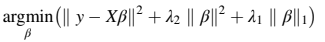 argmin(‖ y − Xβ‖² + λ₂ ‖ β‖² + λ₁ ‖ β‖₁)
β